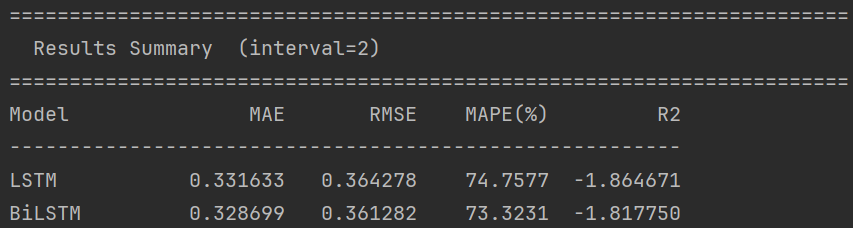 ======================================================================
  Results Summary  (interval=2)
======================================================================
Model               MAE       RMSE    MAPE(%)         R2
--------------------------------------------------------
LSTM           0.331633   0.364278    74.7577  -1.864671
BiLSTM         0.328699   0.361282    73.3231  -1.817750